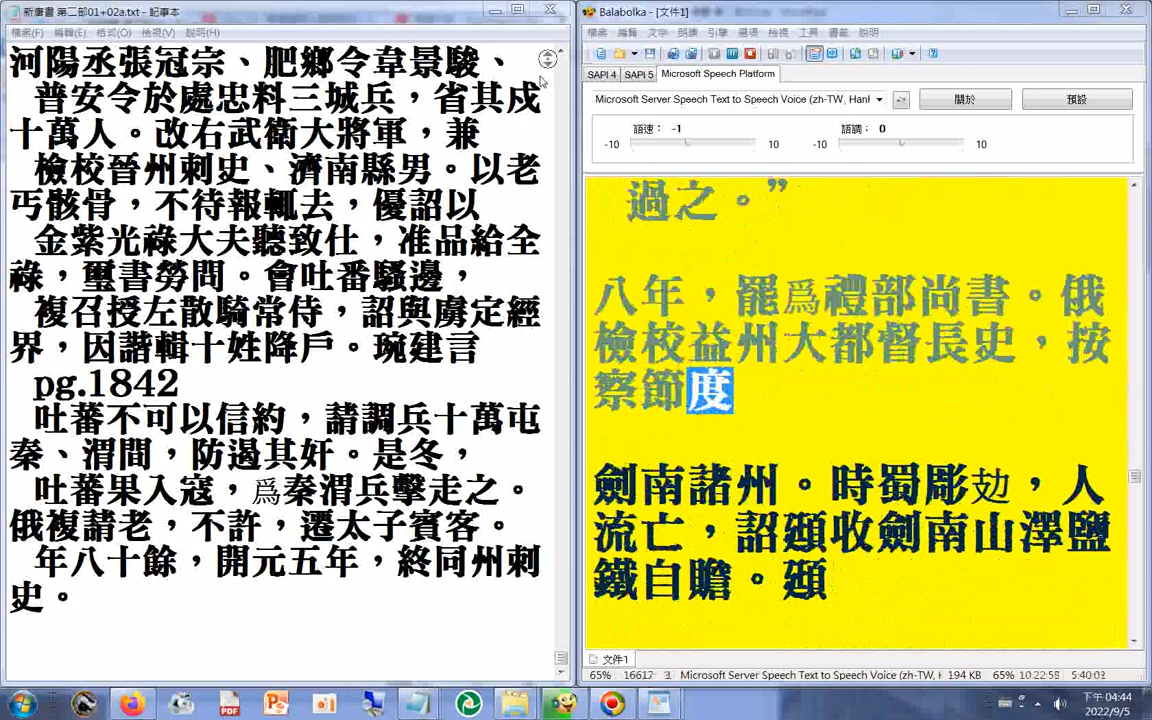 新唐書 第二部01+02a.txt - 記事本
檔案(F) 編輯(E) 格式(O) 檢視(V) 說明(H)
河陽丞張冠宗、肥鄉令韋景駿、
普安令於處忠料三城兵，省其戍
十萬人。改右武衛大將軍，兼
檢校晉州刺史、濟南縣男。以老
丐骸骨，不待報輒去，優詔以
金紫光祿大夫聽致仕，准品給全
祿，璽書勞問。會吐番騷邊，
複召授左散騎常侍，詔與虜定經
界，因諧輯十姓降戶。琬建言
pg.1842
吐蕃不可以信約，請調兵十萬屯
秦、渭間，防遏其奸。是冬，
吐蕃果入寇，爲秦渭兵擊走之。
俄複請老，不許，遷太子賓客。
年八十餘，開元五年，終同州刺
史。
Balabolka - [文件1]
檔案 編輯 文字 朗讀 引擎 選項 檢視 工具 書籤 說明
SAPI 4 SAPI 5 Microsoft Speech Platform
Microsoft Server Speech Text to Speech Voice (zh-TW, Hanl
關於
預設
語速： -1
語調： 0
-10 10 -10 10
過之。”
八年，罷爲禮部尚書。俄
檢校益州大都督長史，按
察節度
劍南諸州。時蜀彫攰，人
流亡，詔頲收劍南山澤鹽
鐵自贍。頲
文件1
65% 16617: 3 Microsoft Server Speech Text to Speech Voice (zh-TW, 194 KB 65% 10:22:59 5:40:03
下午 04:44
2022/9/5